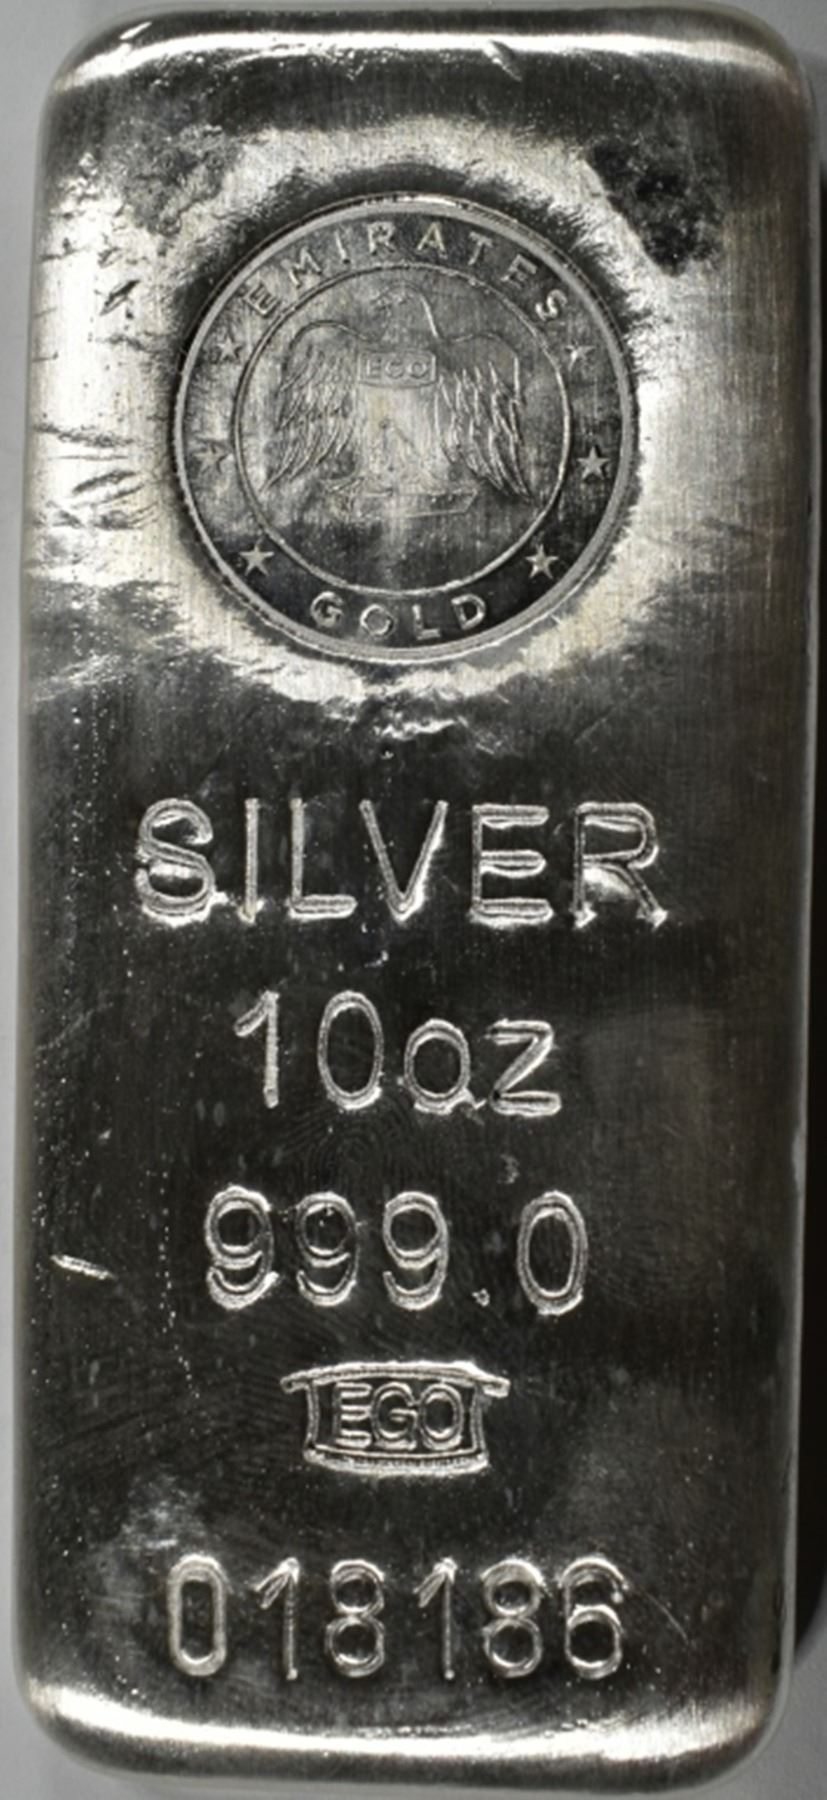 EMIRATES
EGO
GOLD
SILVER
10oz
999.0
EGO
018186